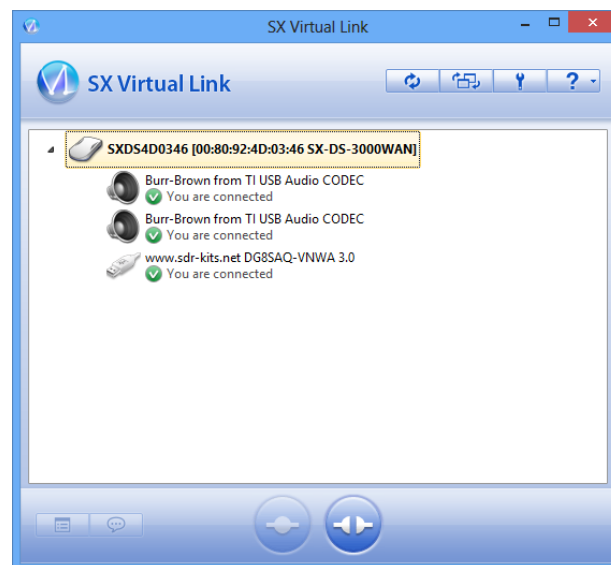 SX Virtual Link
SX Virtual Link
?
SXDS4D0346 [00:80:92:4D:03:46 SX-DS-3000WAN]
Burr-Brown from TI USB Audio CODEC
You are connected
Burr-Brown from TI USB Audio CODEC
You are connected
www.sdr-kits.net DG8SAQ-VNWA 3.0
You are connected